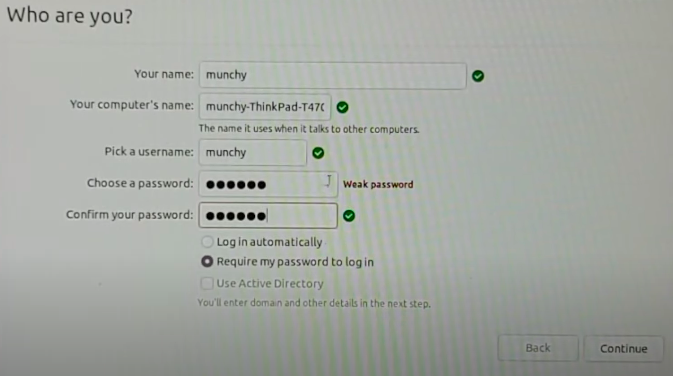 Who are you?
Your name: munchy
Your computer's name: munchy-ThinkPad-T470
The name it uses when it talks to other computers.
Pick a username: munchy
Choose a password: ●●●●●● Weak password
Confirm your password: ●●●●●●
Log in automatically
Require my password to log in
Use Active Directory
You'll enter domain and other details in the next step.
Back Continue